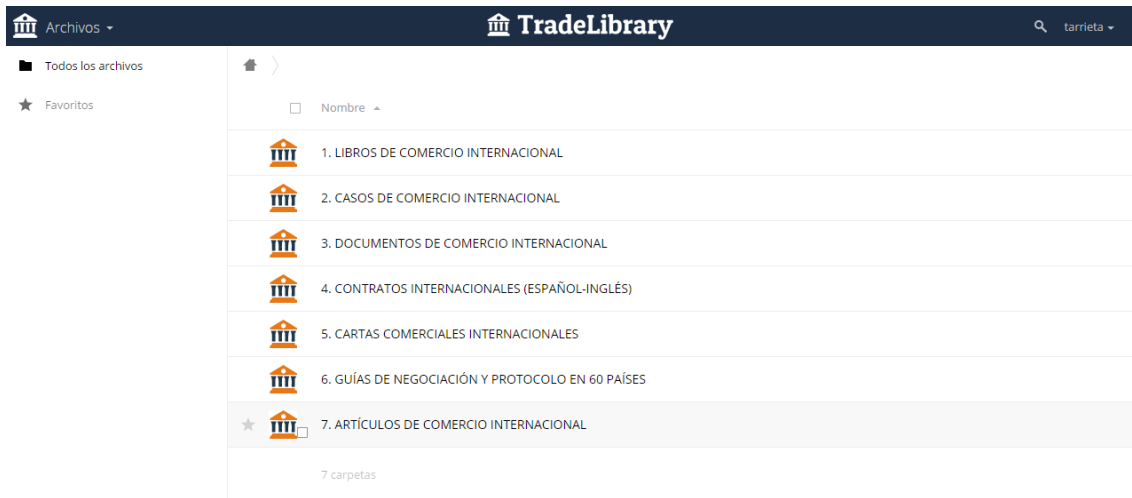 Archivos
TradeLibrary
tarrieta
Todos los archivos
Favoritos
Nombre
1. LIBROS DE COMERCIO INTERNACIONAL
2. CASOS DE COMERCIO INTERNACIONAL
3. DOCUMENTOS DE COMERCIO INTERNACIONAL
4. CONTRATOS INTERNACIONALES (ESPAÑOL-INGLÉS)
5. CARTAS COMERCIALES INTERNACIONALES
6. GUÍAS DE NEGOCIACIÓN Y PROTOCOLO EN 60 PAÍSES
7. ARTÍCULOS DE COMERCIO INTERNACIONAL
7 carpetas